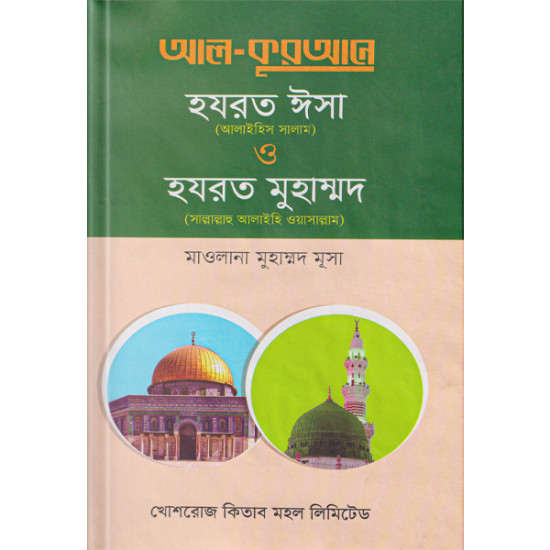 আল-কূরআন
হযরত ঈসা
(আলাইহিস সালাম)
ও
হযরত মুহাম্মদ
(সাল্লাল্লাহু আলাইহি ওয়াসাল্লাম)
মাওলানা মুহাম্মদ মূসা
খোশরোজ কিতাব মহল লিমিটেড